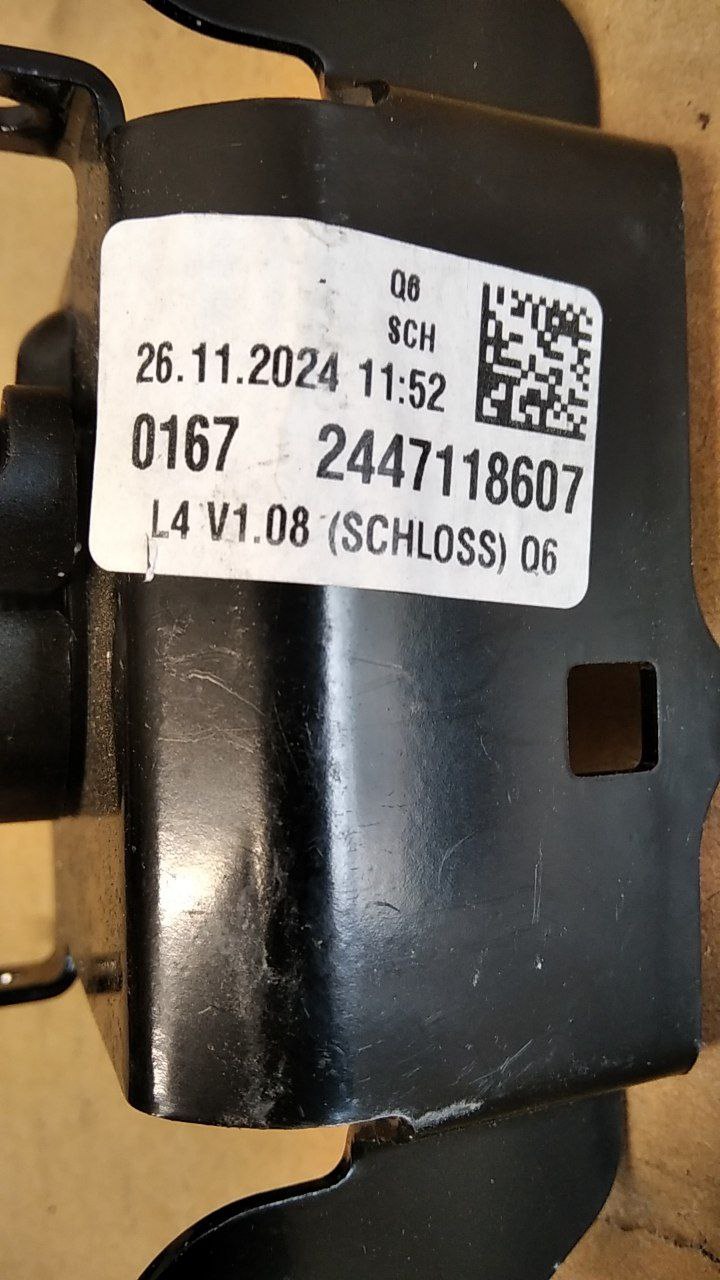 Q6
SCH
26.11.2024 11:52
0167 2447118607
L4 V1.08 (SCHLOSS) Q6